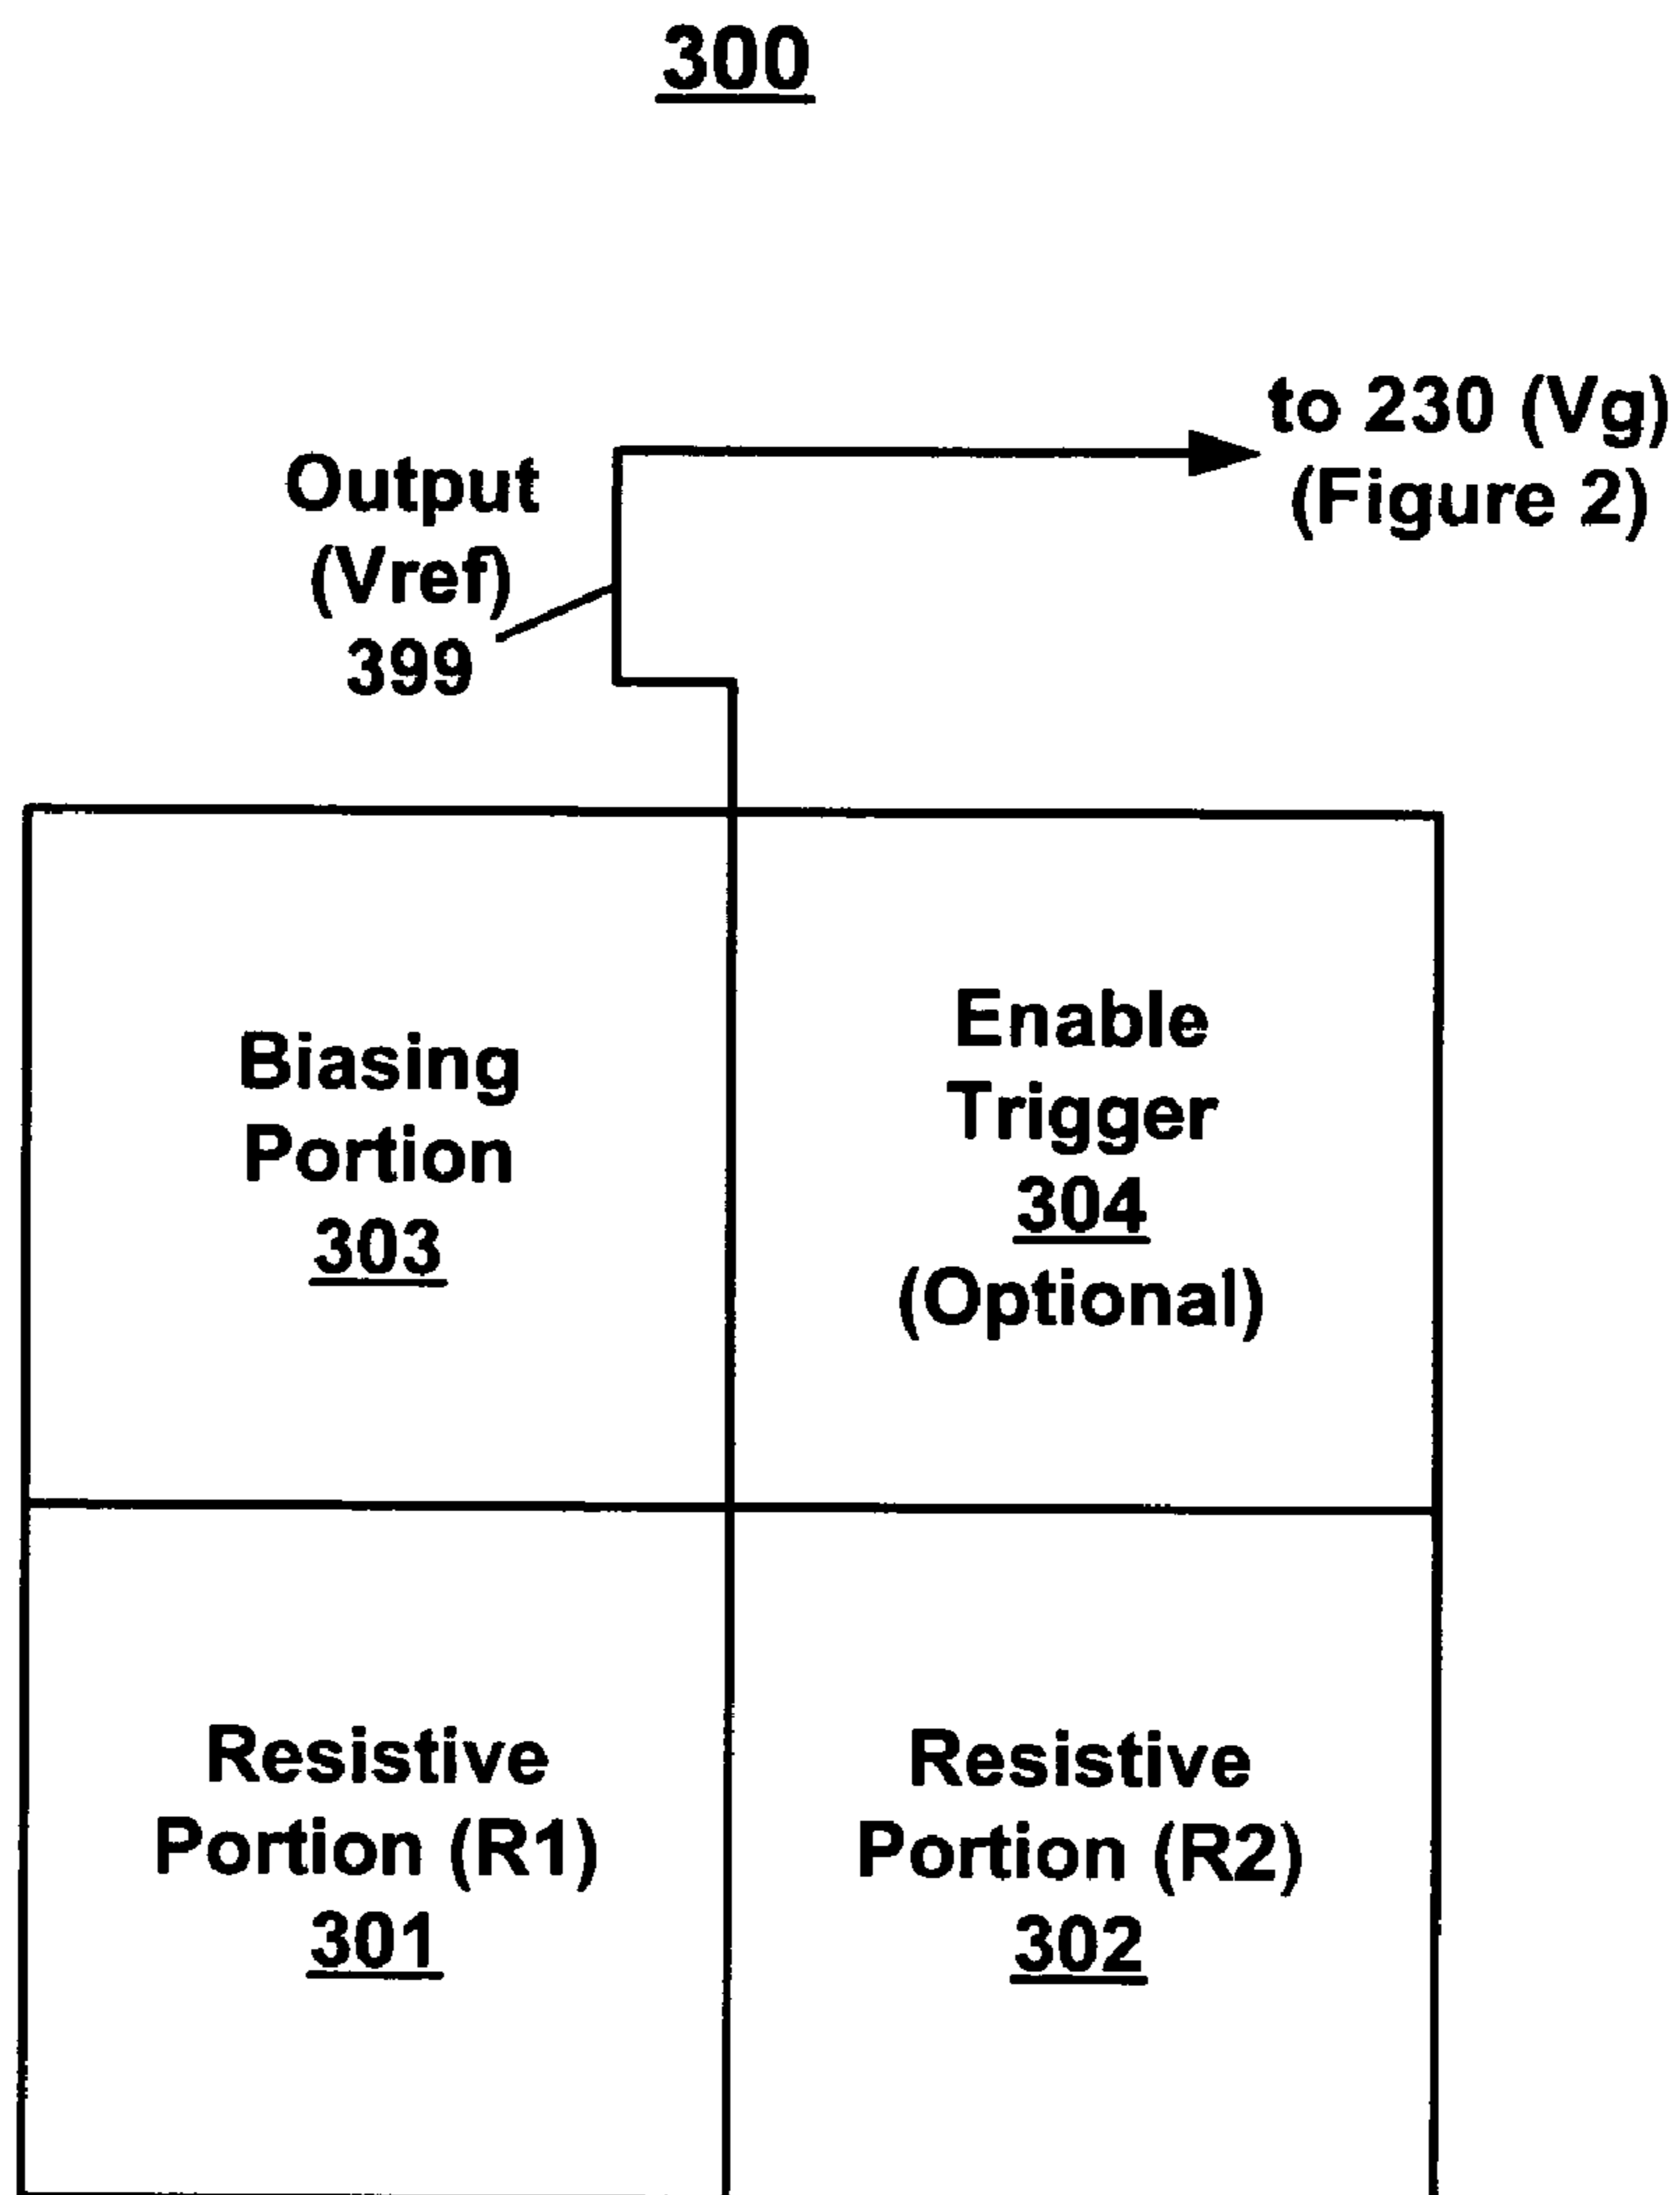 300
to 230 (Vg)
(Figure 2)
Output
(Vref)
399
Biasing
Portion
303
Enable
Trigger
304
(Optional)
Resistive
Portion (R1)
301
Resistive
Portion (R2)
302